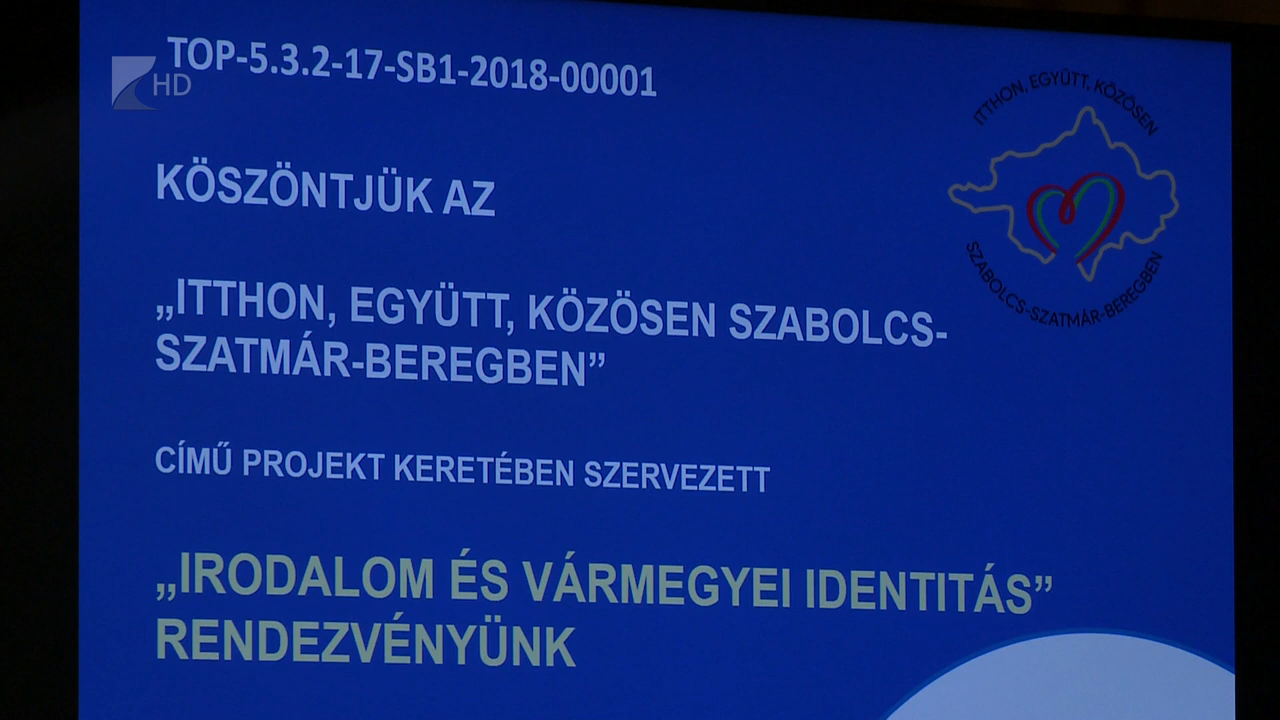 TOP-5.3.2-17-SB1-2018-00001
HD
ITTHON, EGYÜTT, KÖZÖSEN
SZABOLCS-SZATMÁR-BEREGBEN
KÖSZÖNTJÜK AZ
„ITTHON, EGYÜTT, KÖZÖSEN SZABOLCS-
SZATMÁR-BEREGBEN”
CÍMŰ PROJEKT KERETÉBEN SZERVEZETT
„IRODALOM ÉS VÁRMEGYEI IDENTITÁS”
RENDEZVÉNYÜNK